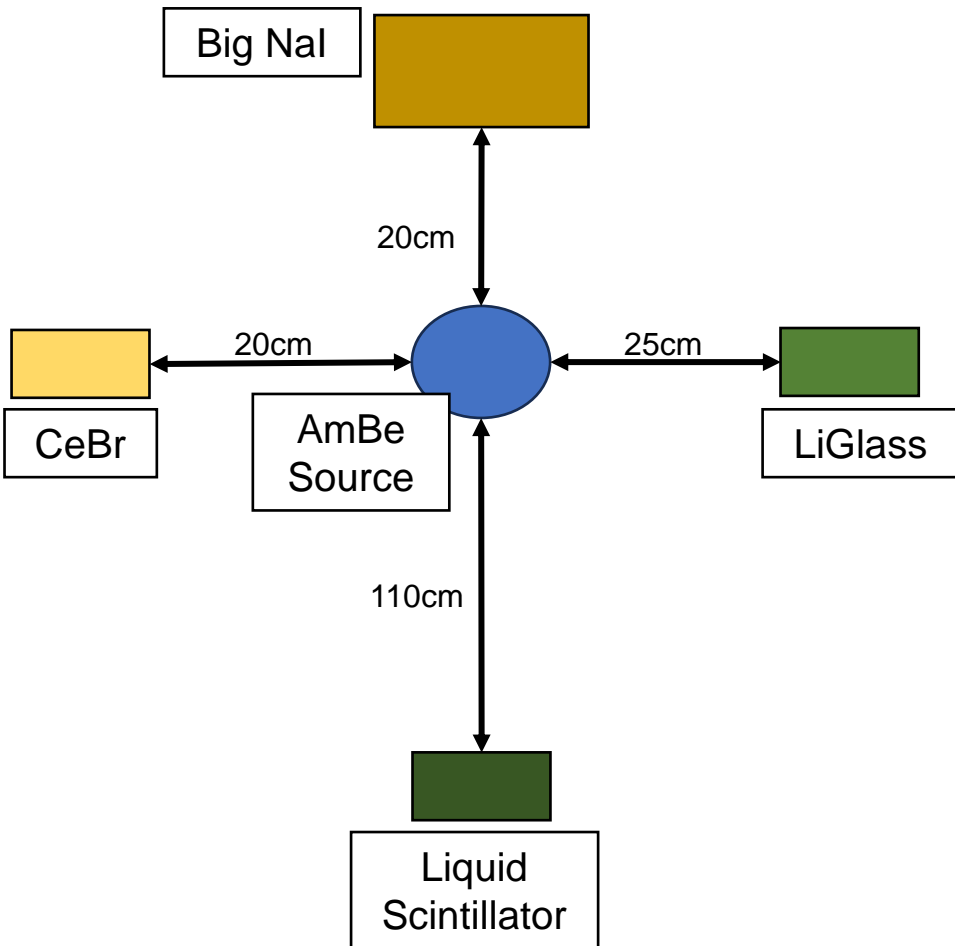 Big NaI
20cm
20cm
25cm
CeBr
AmBe
Source
LiGlass
110cm
Liquid
Scintillator